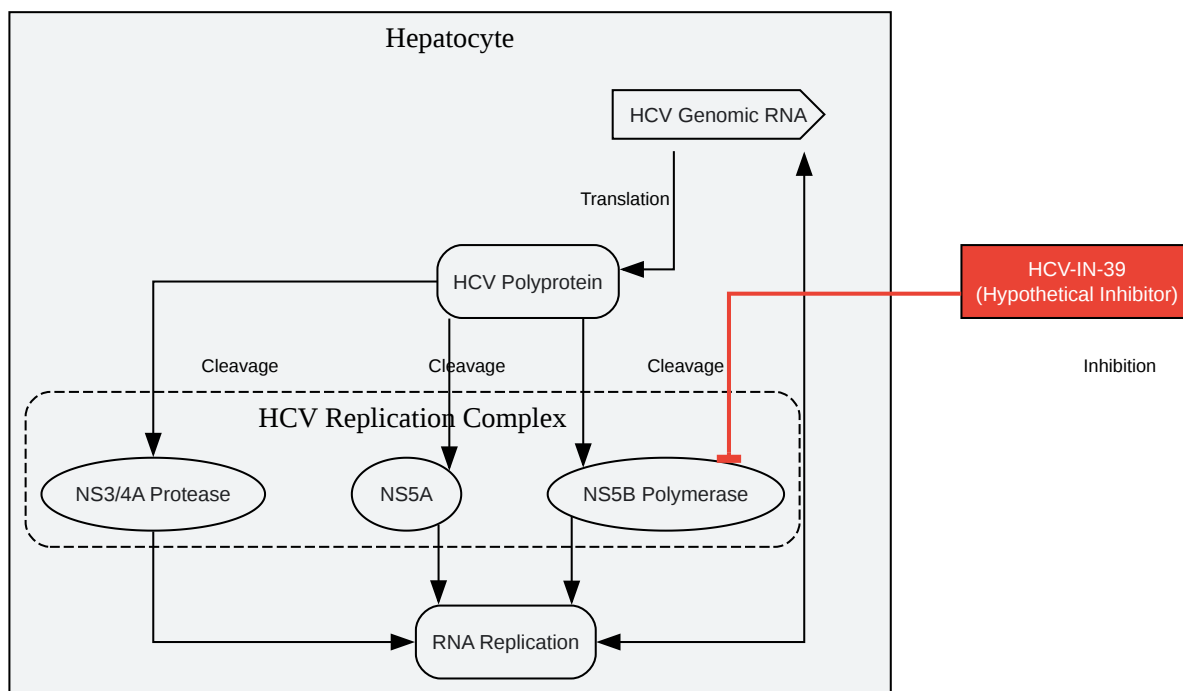 Hepatocyte
HCV Genomic RNA
Translation
HCV Polyprotein
HCV-IN-39
(Hypothetical Inhibitor)
Cleavage
Cleavage
Cleavage
Inhibition
HCV Replication Complex
NS3/4A Protease
NS5A
NS5B Polymerase
RNA Replication